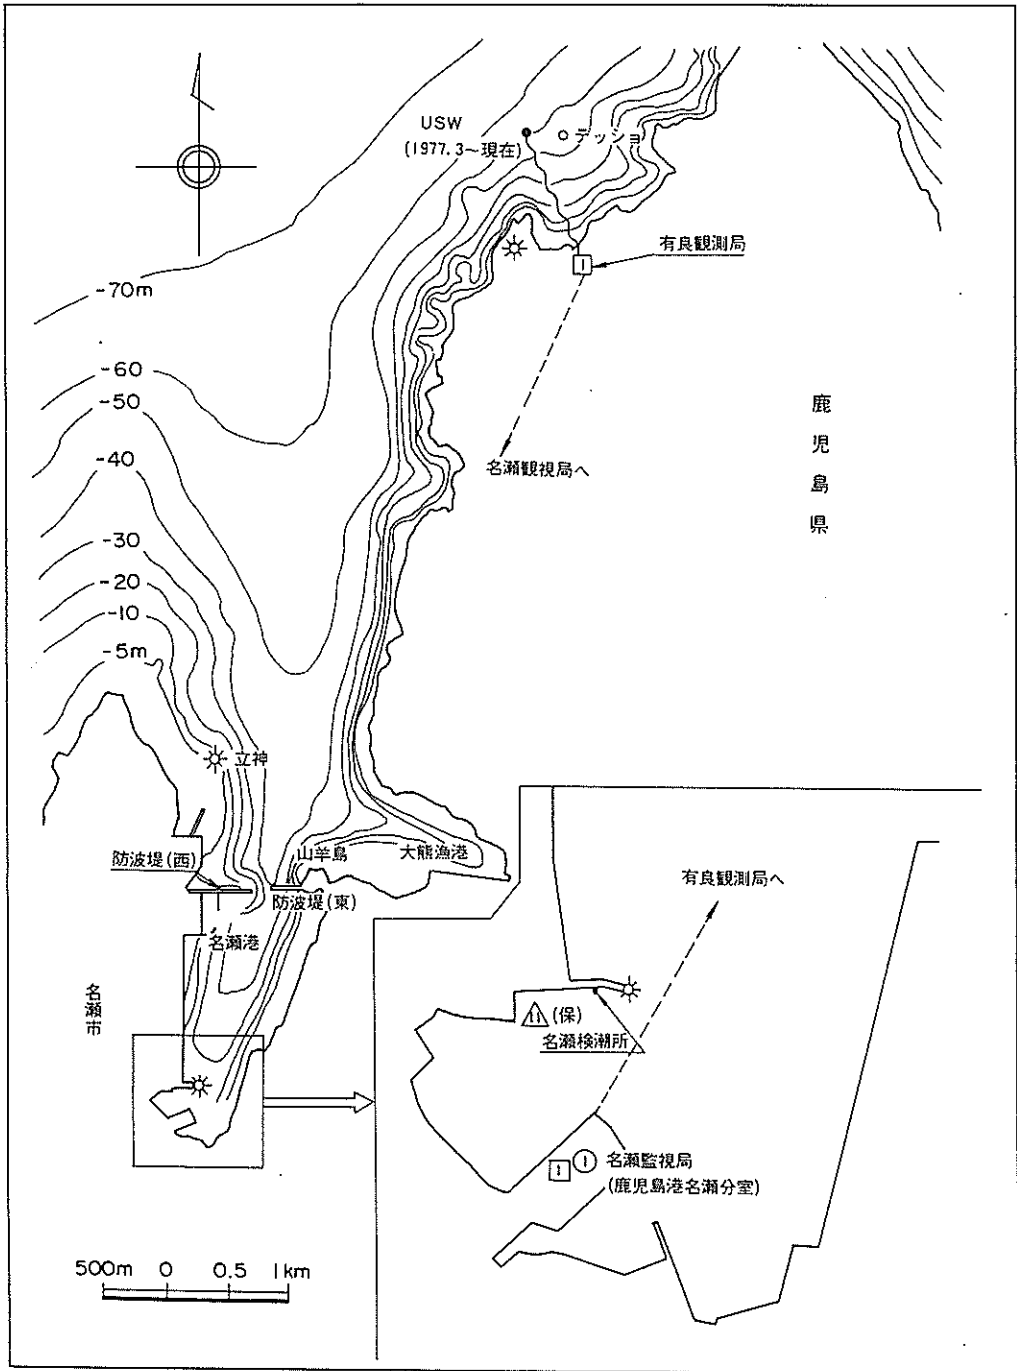 USW
(1977.3〜現在)
デッショ
有良観測局
1
-70m
-60
-50
-40
-30
-20
-10
-5m
名瀬観視局へ
鹿児島県
立神
山羊島
大熊漁港
防波堤(西)
防波堤(東)
名瀬港
名瀬市
有良観測局へ
(保)
名瀬検潮所
1
1
名瀬監視局
(鹿児島港名瀬分室)
500m 0 0.5 1km